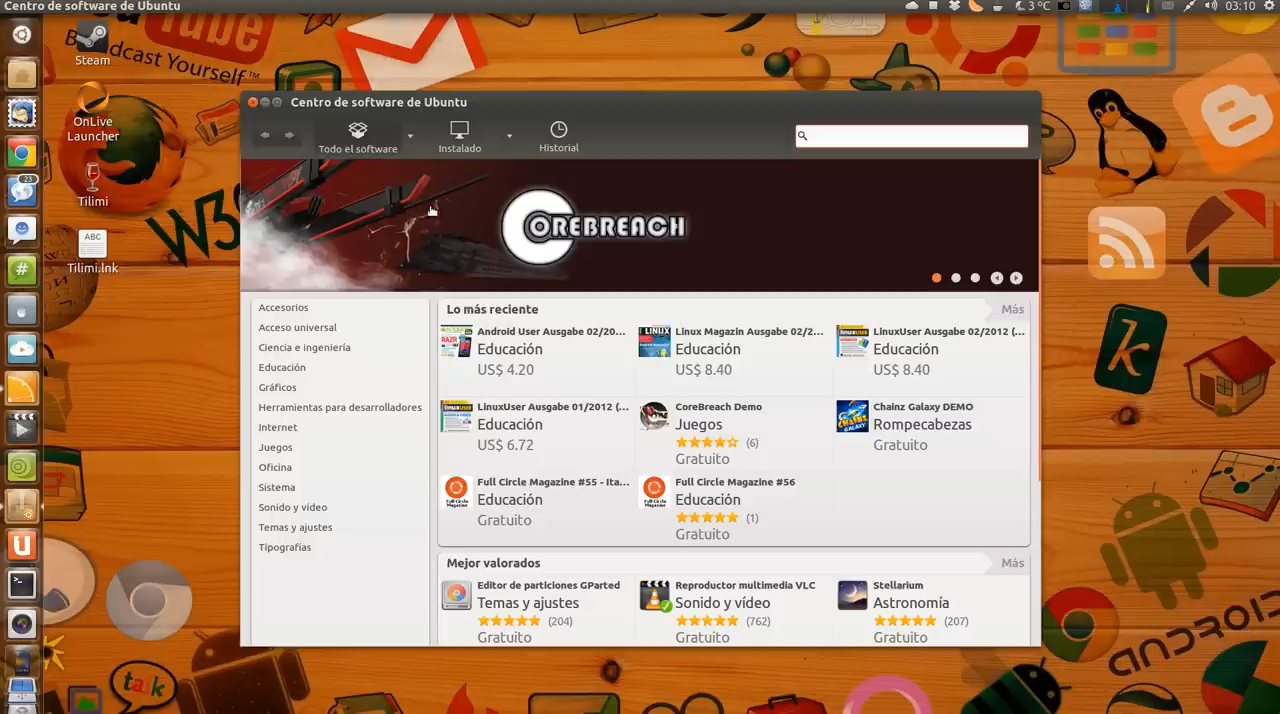 Centro de software de Ubuntu
3 °C
03:10
Tube
Broadcast Yourself™
Steam
OnLive
Launcher
Tilimi
ABC
Tilimi.lnk
23
W3
Centro de software de Ubuntu
Todo el software
Instalado
Historial
COREBREACH
Accesorios
Acceso universal
Ciencia e ingeniería
Educación
Gráficos
Herramientas para desarrolladores
Internet
Juegos
Oficina
Sistema
Sonido y vídeo
Temas y ajustes
Tipografías
Lo más reciente
Más
Android User Ausgabe 02/20...
Educación
US$ 4.20
Linux Magazin Ausgabe 02/2...
Educación
US$ 8.40
LinuxUser Ausgabe 02/2012 (...
Educación
US$ 8.40
LinuxUser Ausgabe 01/2012 (...
Educación
US$ 6.72
CoreBreach Demo
Juegos
(6)
Gratuito
Chainz Galaxy DEMO
Rompecabezas
Gratuito
Full Circle Magazine #55 - Ita...
Educación
Gratuito
Full Circle Magazine #56
Educación
(1)
Gratuito
Mejor valorados
Más
Editor de particiones GParted
Temas y ajustes
(204)
Gratuito
Reproductor multimedia VLC
Sonido y vídeo
(762)
Gratuito
Stellarium
Astronomía
(207)
Gratuito
k
talk
ANDROID